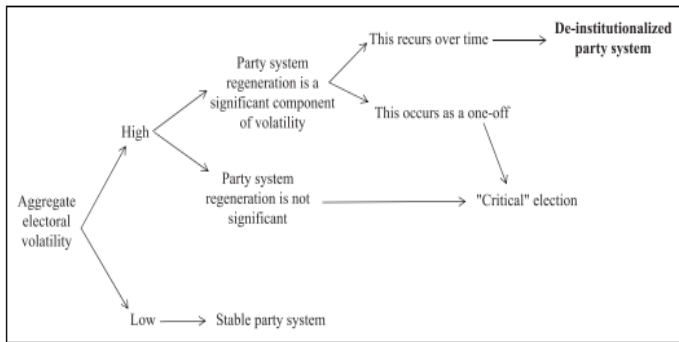 This recurs over time
De-institutionalized
party system
Party system
regeneration is a
significant component
of volatility
This occurs as a one-off
High
Party system
regeneration is not
significant
"Critical" election
Aggregate
electoral
volatility
Low
Stable party system